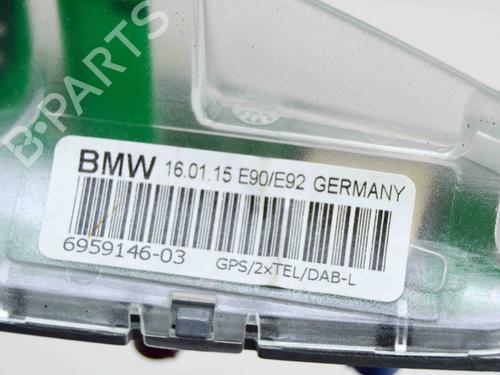 B-PARTS
BMW 16.01.15 E90/E92 GERMANY
6959146-03 GPS/2xTEL/DAB-L